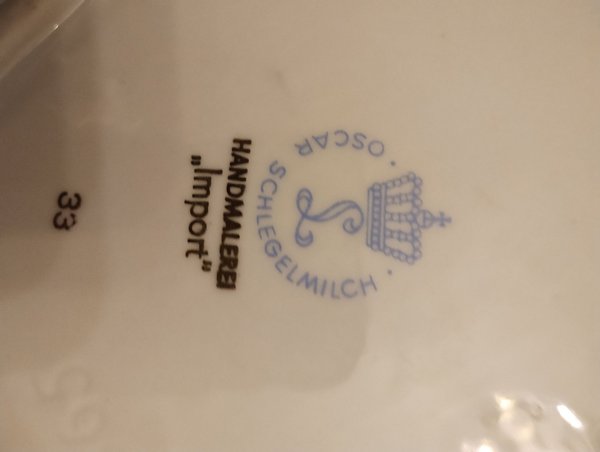 · OSCAR SCHLEGELMILCH ·
S
HANDMALEREI
„Import“
33